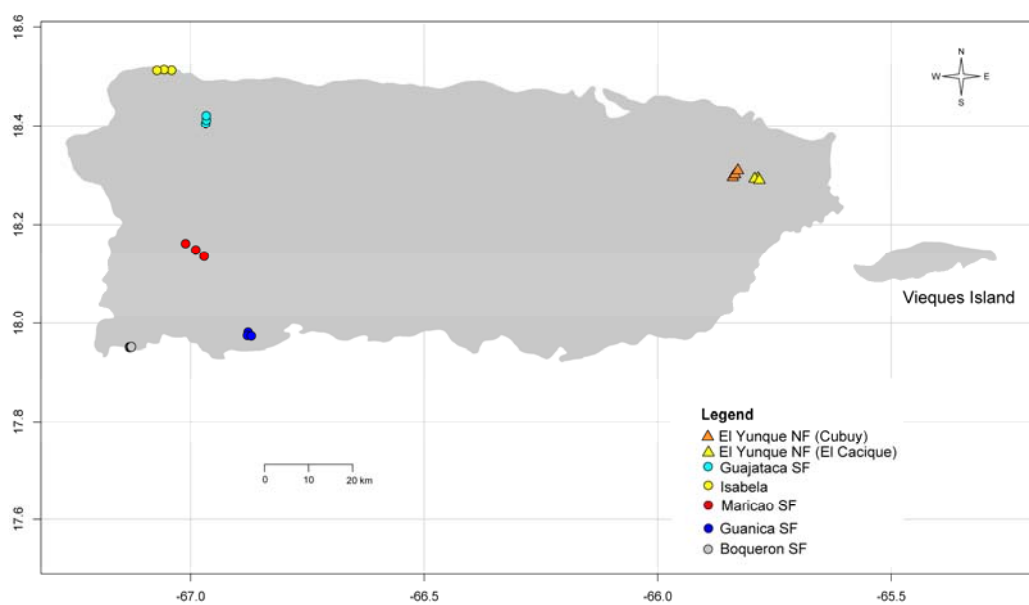 18.6
18.4
18.2
18.0
17.8
17.6
N
W E
S
Vieques Island
Legend
El Yunque NF (Cubuy)
El Yunque NF (El Cacique)
Guajataca SF
Isabela
Maricao SF
Guanica SF
Boqueron SF
0 10 20 km
-67.0 -66.5 -66.0 -65.5